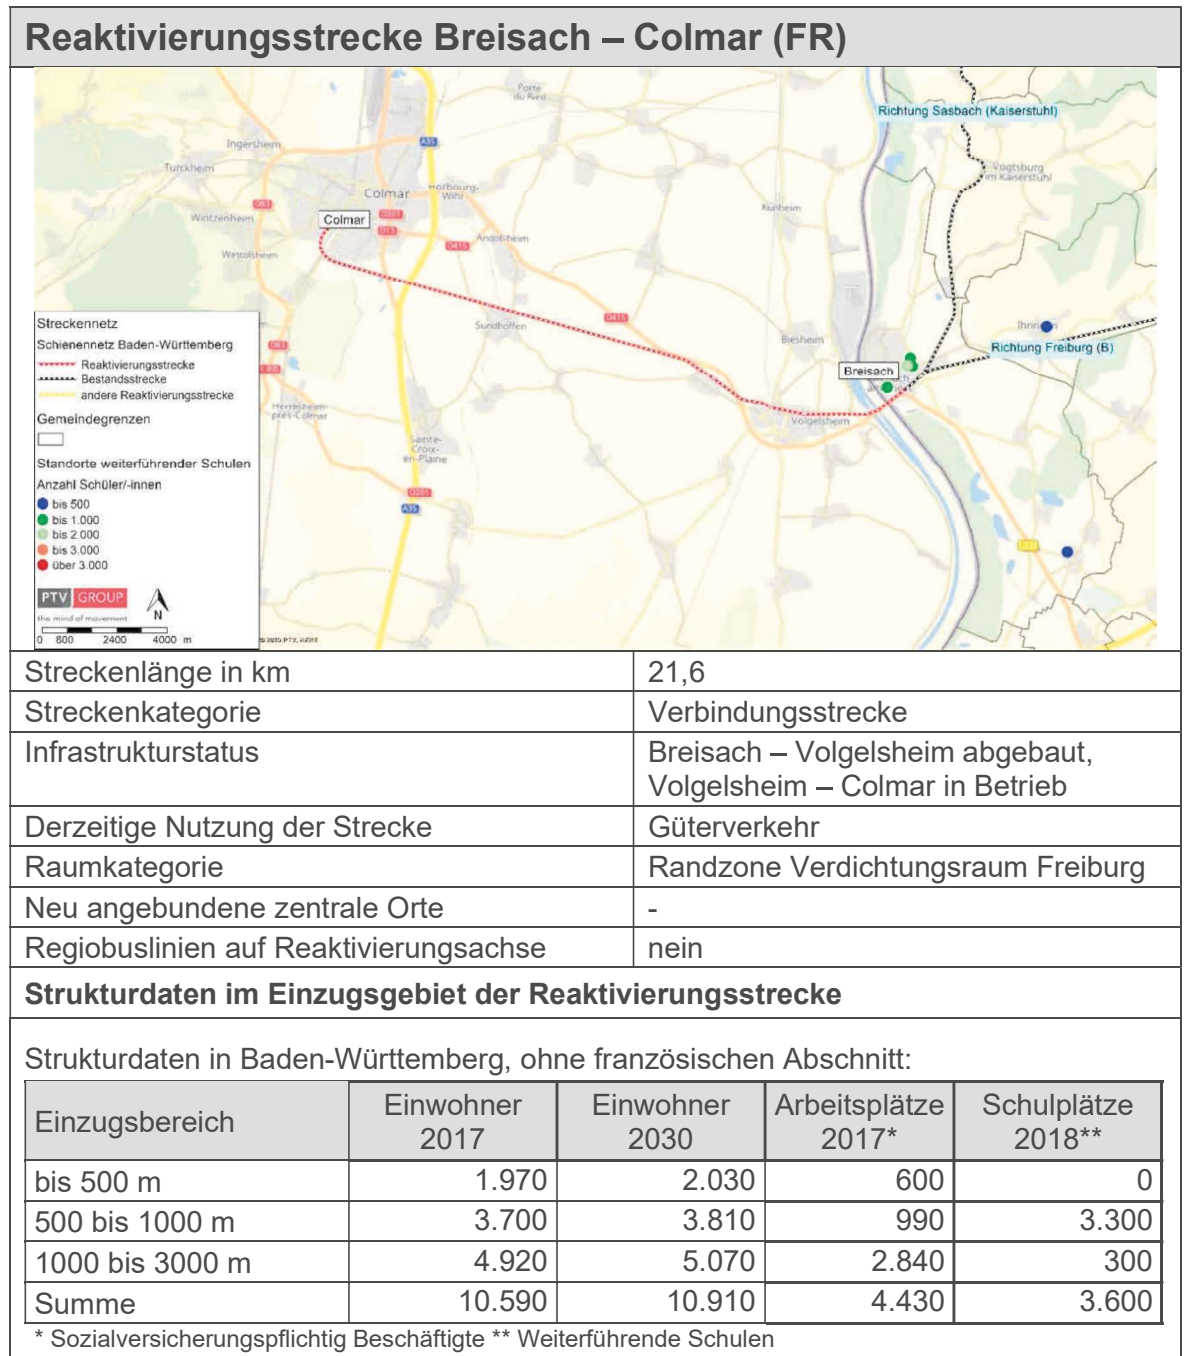 Reaktivierungsstrecke Breisach – Colmar (FR)
Porte
du Ried
Richtung Sasbach (Kaiserstuhl)
A35
Ingersheim
Turckheim
Vogtsburg
im Kaiserstuhl
Colmar
Horbourg-
Wihr
D83
Wintzenheim
Colmar
D201
D13
Kunheim
D415
Andolsheim
Wettolsheim
Streckennetz
Schienennetz Baden-Württemberg
Reaktivierungsstrecke
Bestandsstrecke
andere Reaktivierungsstrecke
Gemeindegrenzen
Standorte weiterführender Schulen
Anzahl Schüler/-innen
bis 500
bis 1.000
bis 2.000
bis 3.000
über 3.000
PTV GROUP
the mind of movement
N
0 800 2400 4000 m
D83
Sundhoffen
D415
Biesheim
Richtung Freiburg (B)
Breisach
Herrlisheim-
près-Colmar
Volgelsheim
Sainte-
Croix-
en-Plaine
D201
A35
Streckenlänge in km 21,6
Streckenkategorie Verbindungsstrecke
Infrastrukturstatus Breisach – Volgelsheim abgebaut,
Volgelsheim – Colmar in Betrieb
Derzeitige Nutzung der Strecke Güterverkehr
Raumkategorie Randzone Verdichtungsraum Freiburg
Neu angebundene zentrale Orte -
Regiobuslinien auf Reaktivierungsachse nein
Strukturdaten im Einzugsgebiet der Reaktivierungsstrecke
Strukturdaten in Baden-Württemberg, ohne französischen Abschnitt:
Einzugsbereich Einwohner 2017 Einwohner 2030 Arbeitsplätze 2017* Schulplätze 2018**
bis 500 m 1.970 2.030 600 0
500 bis 1000 m 3.700 3.810 990 3.300
1000 bis 3000 m 4.920 5.070 2.840 300
Summe 10.590 10.910 4.430 3.600
* Sozialversicherungspflichtig Beschäftigte ** Weiterführende Schulen